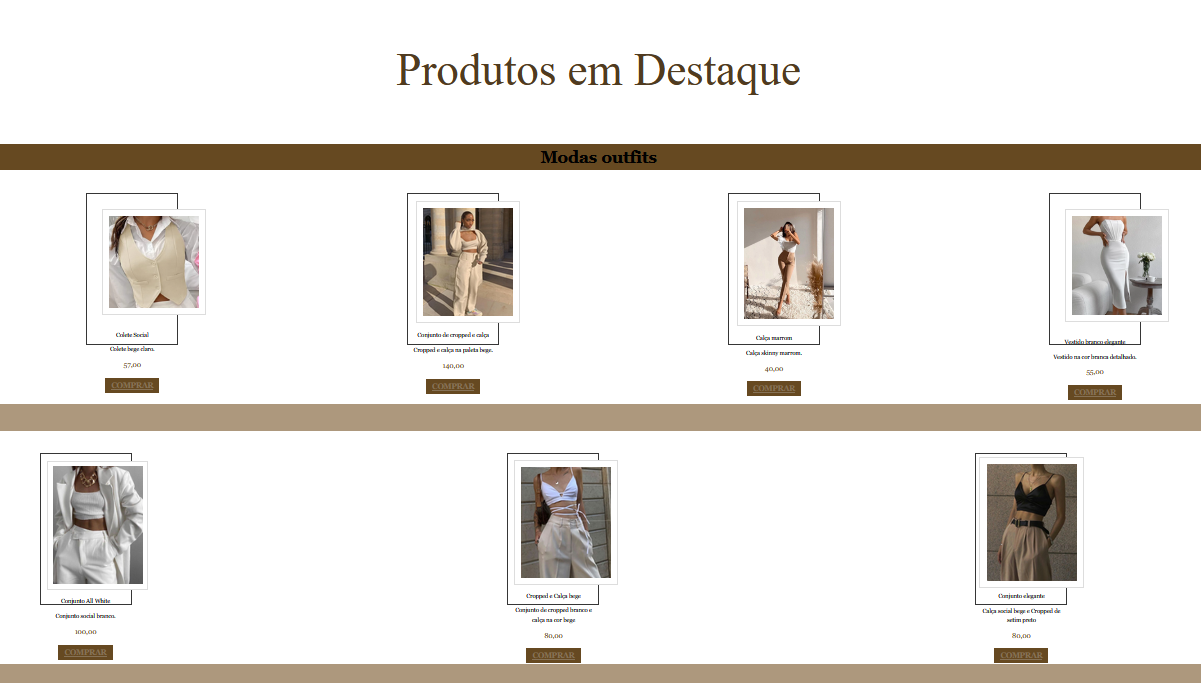 Produtos em Destaque
Modas outfits
Colete Social
Colete bege claro.
57,00
COMPRAR
Conjunto de cropped e calça
Cropped e calça na paleta bege.
140,00
COMPRAR
Calça marrom
Calça skinny marrom.
40,00
COMPRAR
Vestido branco elegante
Vestido na cor branca detalhado.
55,00
COMPRAR
Conjunto All White
Conjunto social branco.
100,00
COMPRAR
Cropped e Calça bege
Conjunto de cropped branco e
calça na cor bege
80,00
COMPRAR
Conjunto elegante
Calça social bege e Cropped de
setim preto
80,00
COMPRAR